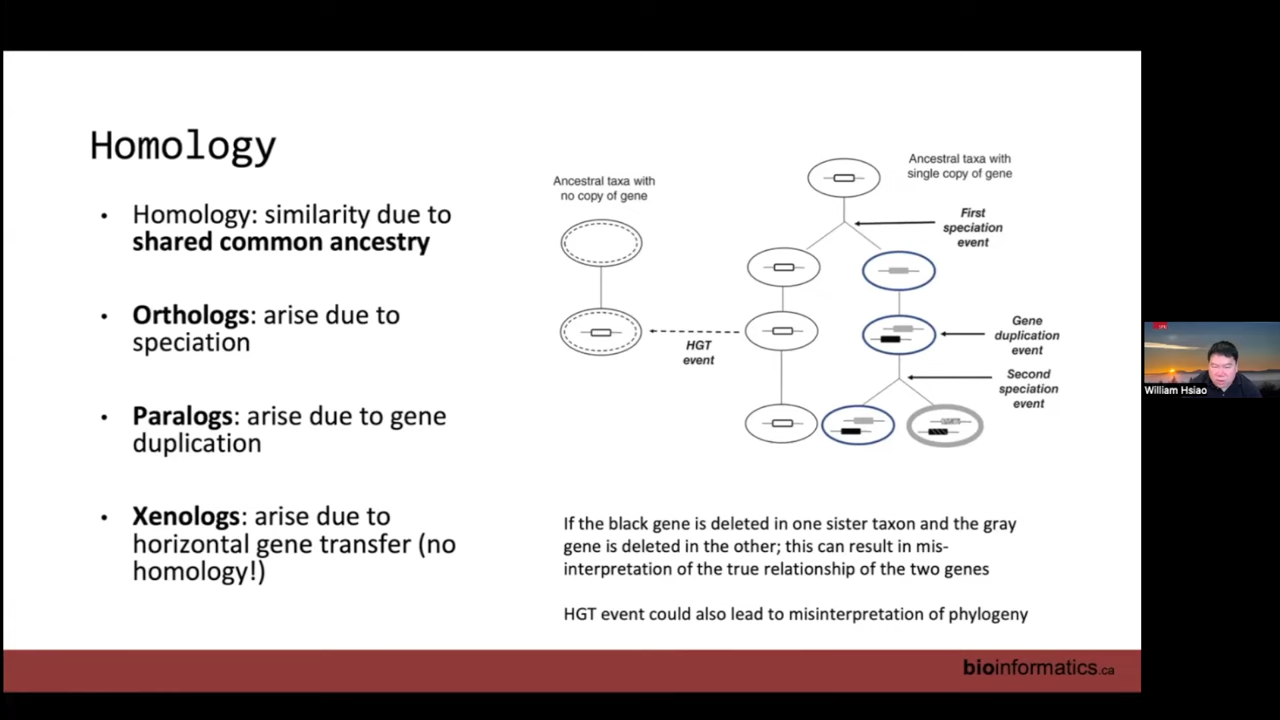 Homology
• Homology: similarity due to
shared common ancestry
• Orthologs: arise due to
speciation
• Paralogs: arise due to gene
duplication
• Xenologs: arise due to
horizontal gene transfer (no
homology!)
Ancestral taxa with
no copy of gene
Ancestral taxa with
single copy of gene
First
speciation
event
HGT
event
Gene
duplication
event
Second
speciation
event
If the black gene is deleted in one sister taxon and the gray
gene is deleted in the other; this can result in mis-
interpretation of the true relationship of the two genes
HGT event could also lead to misinterpretation of phylogeny
bioinformatics.ca
William Hsiao